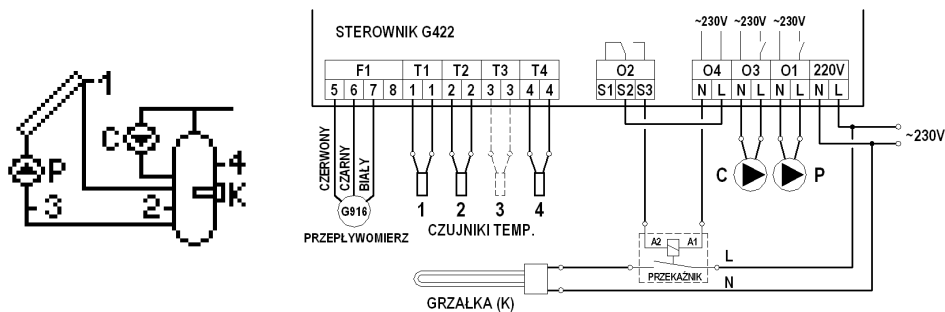 1
C
P
4
K
3
2
STEROWNIK G422
~230V ~230V ~230V
F1 T1 T2 T3 T4 O2 O4 O3 O1 220V
5 6 7 8 1 1 2 2 3 3 4 4 S1 S2 S3 N L N L N L N L
~230V
CZERWONY
CZARNY
BIAŁY
G916
PRZEPŁYWOMIERZ
1 2 3 4
CZUJNIKI TEMP.
C P
A2 A1
PRZEKAŹNIK
L
N
GRZAŁKA (K)